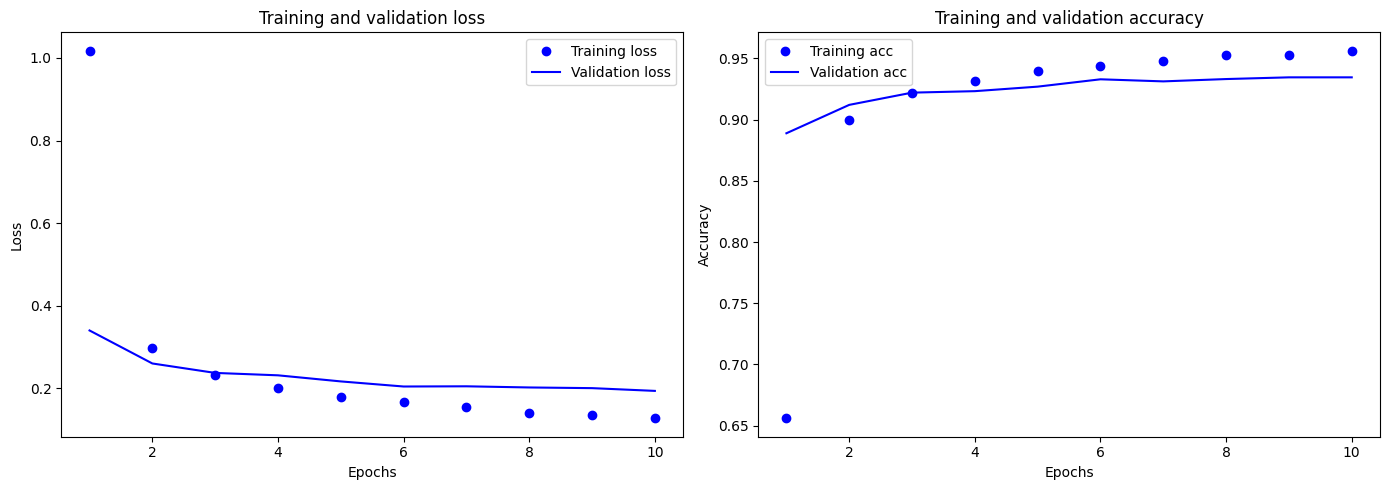 Training and validation loss
Training loss
Validation loss
1.0
0.8
0.6
0.4
0.2
Loss
2 4 6 8 10
Epochs
Training and validation accuracy
Training acc
Validation acc
0.95
0.90
0.85
0.80
0.75
0.70
0.65
Accuracy
2 4 6 8 10
Epochs